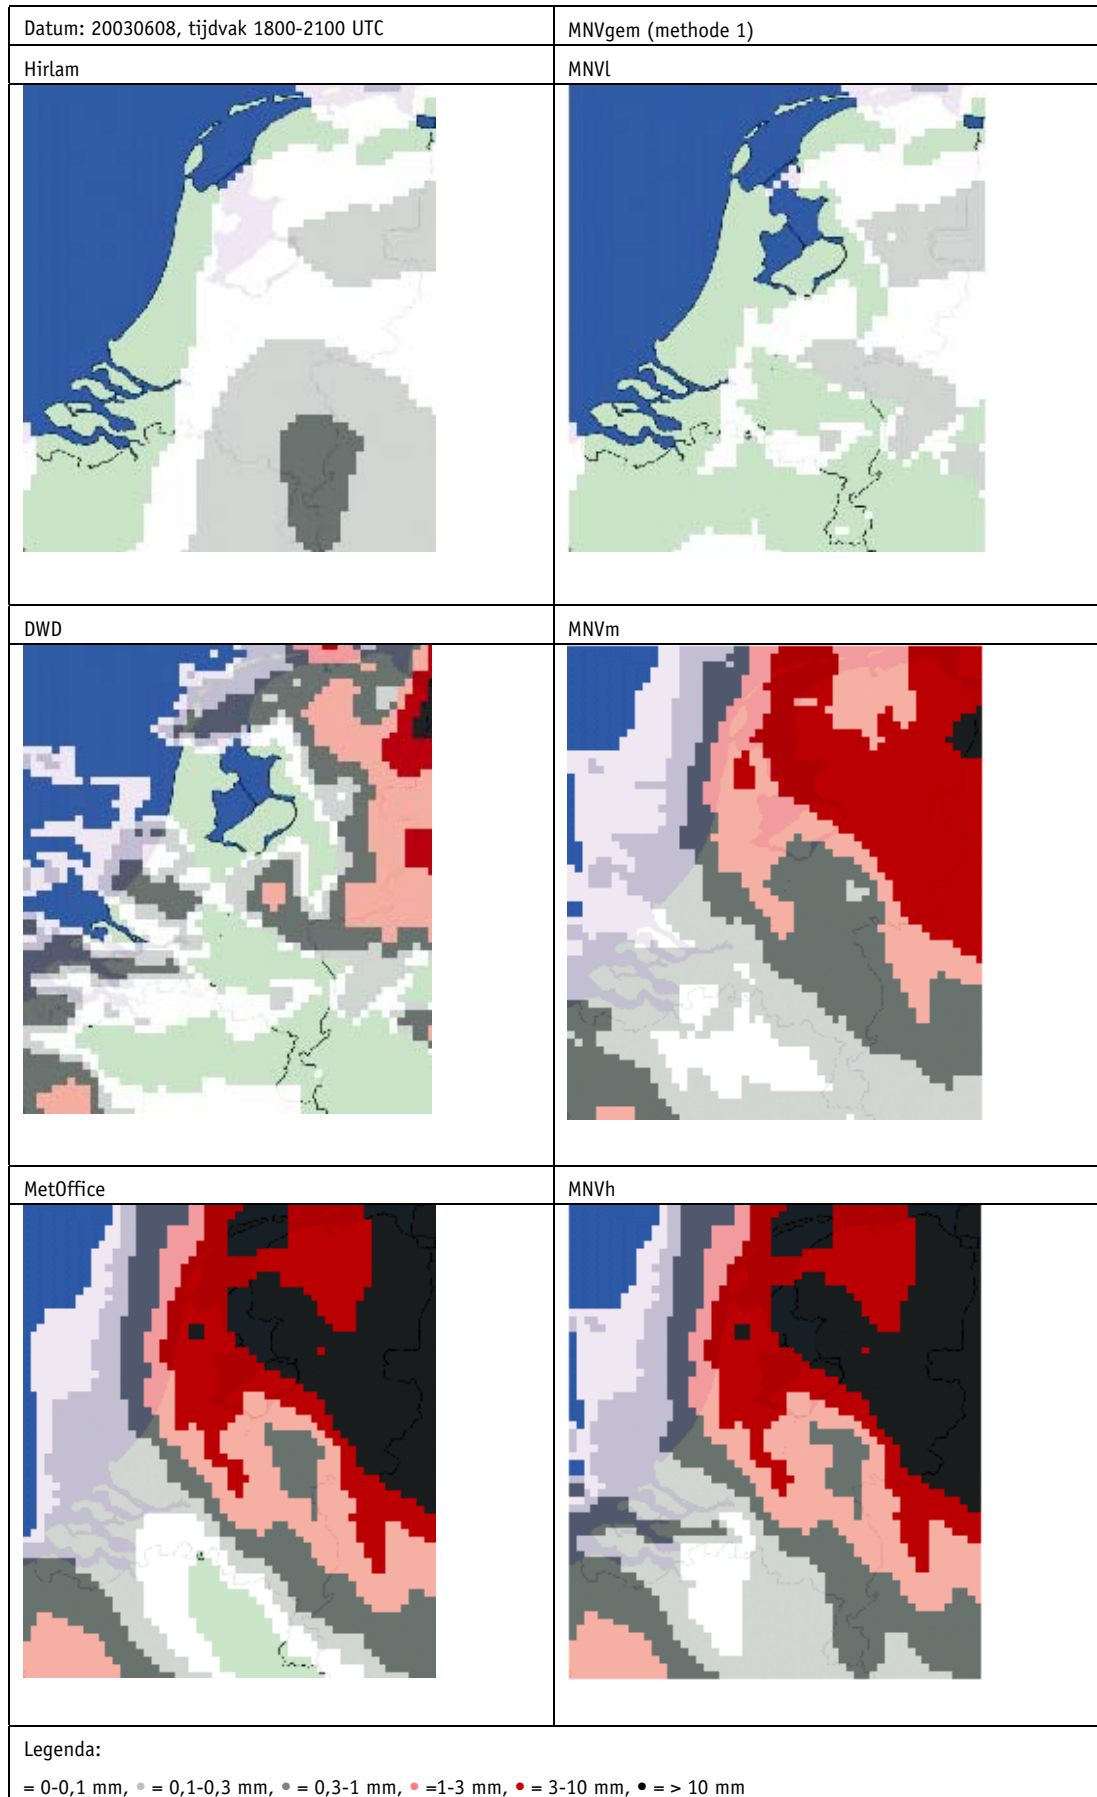 Datum: 20030608, tijdvak 1800-2100 UTC
MNVgem (methode 1)
Hirlam
MNVl
DWD
MNVm
MetOffice
MNVh
Legenda:
= 0-0,1 mm, • = 0,1-0,3 mm, • = 0,3-1 mm, • =1-3 mm, • = 3-10 mm, • = > 10 mm